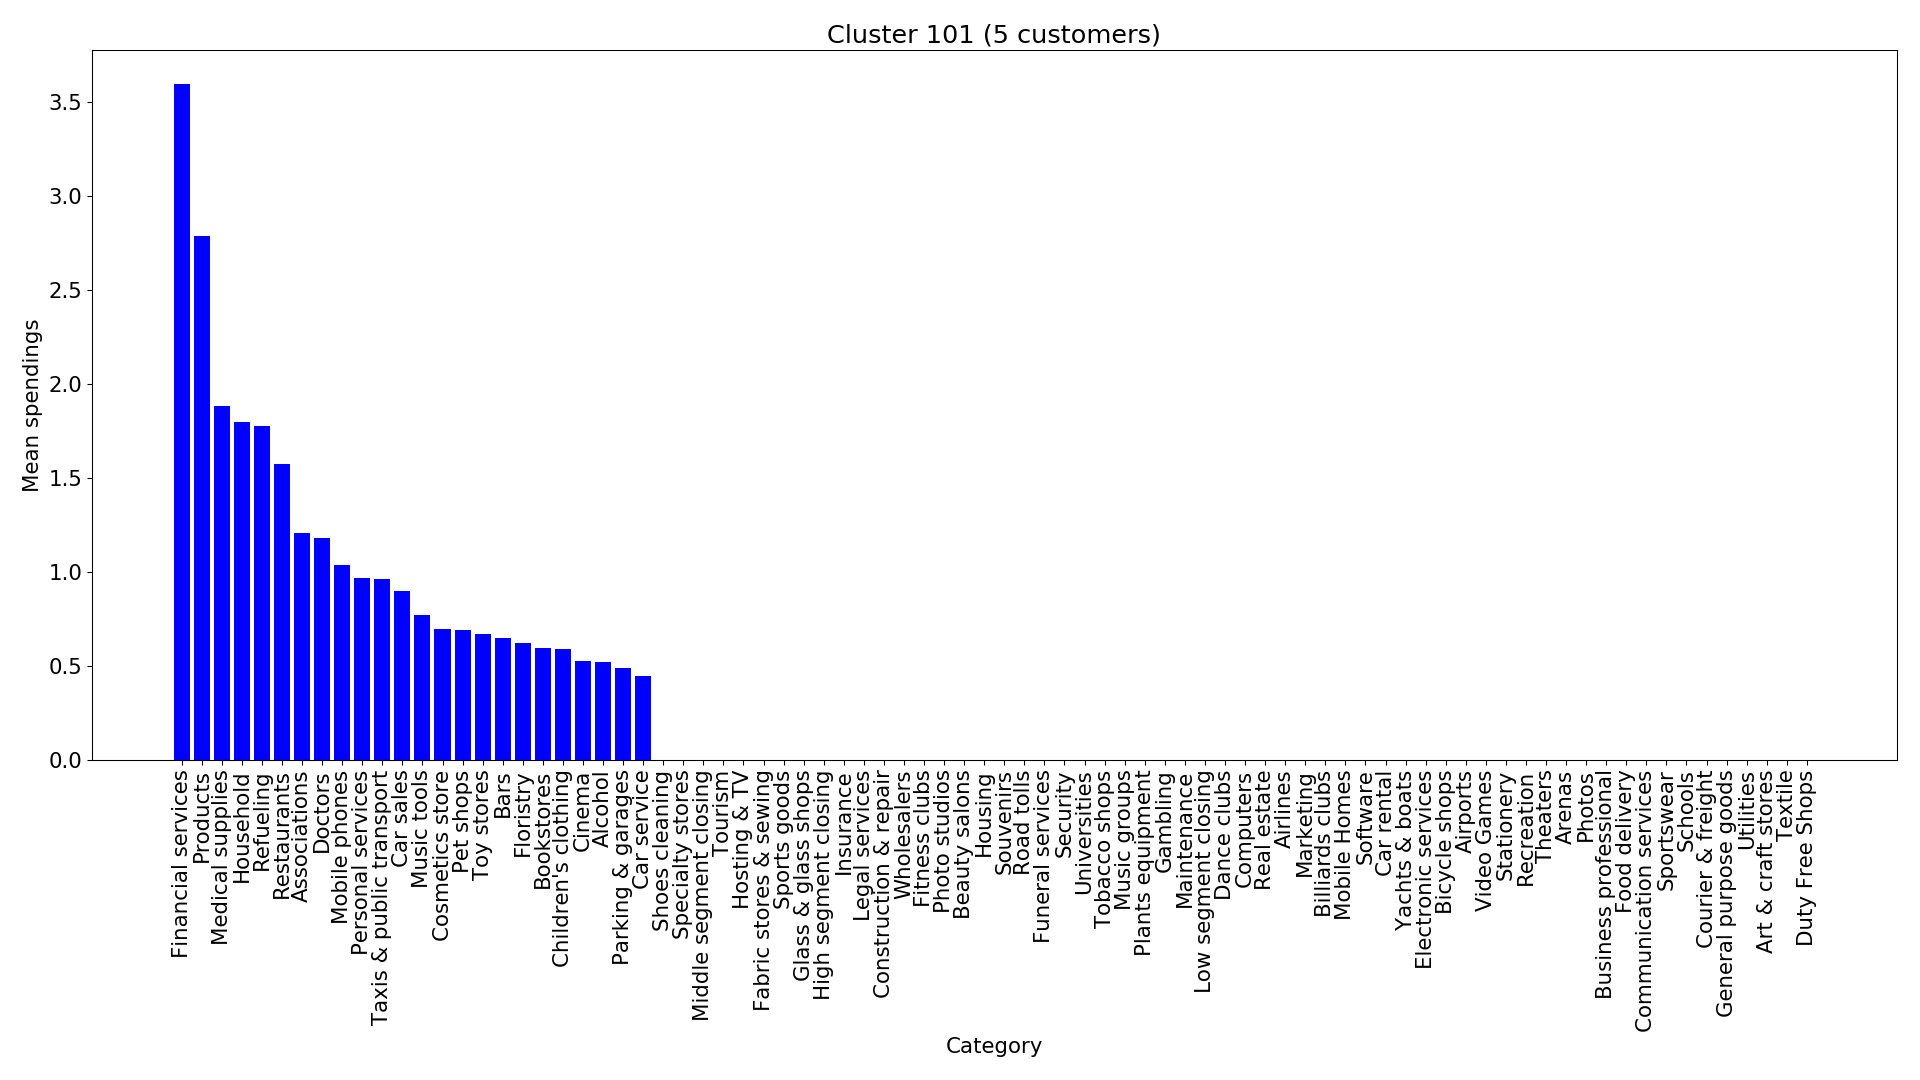 Cluster 101 (5 customers)
Mean spendings
3.5
3.0
2.5
2.0
1.5
1.0
0.5
0.0
Financial services
Products
Medical supplies
Household
Refueling
Restaurants
Associations
Doctors
Mobile phones
Personal services
Taxis & public transport
Car sales
Music tools
Cosmetics store
Pet shops
Toy stores
Bars
Floristry
Bookstores
Children's clothing
Cinema
Alcohol
Parking & garages
Car service
Shoes cleaning
Specialty stores
Middle segment closing
Tourism
Hosting & TV
Fabric stores & sewing
Sports goods
Glass & glass shops
High segment closing
Insurance
Legal services
Construction & repair
Wholesalers
Fitness clubs
Photo studios
Beauty salons
Housing
Souvenirs
Road tolls
Funeral services
Security
Universities
Tobacco shops
Music groups
Plants equipment
Gambling
Maintenance
Low segment closing
Dance clubs
Computers
Real estate
Airlines
Marketing
Billiards clubs
Mobile Homes
Software
Car rental
Yachts & boats
Electronic services
Bicycle shops
Airports
Video Games
Stationery
Recreation
Theaters
Arenas
Photos
Business professional
Food delivery
Communication services
Sportswear
Schools
Courier & freight
General purpose goods
Utilities
Art & craft stores
Textile
Duty Free Shops
Category